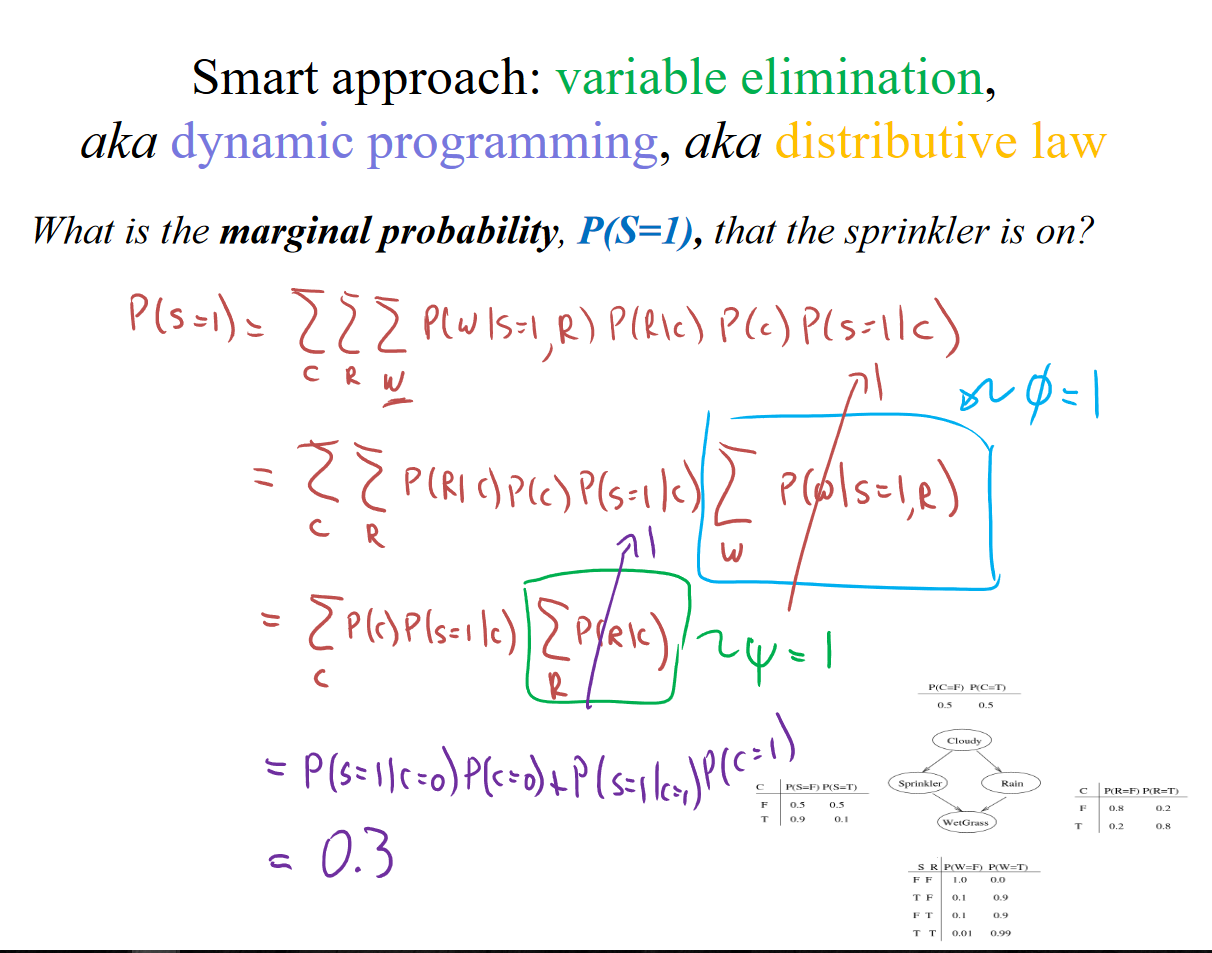 Smart approach: variable elimination,
aka dynamic programming, aka distributive law
What is the marginal probability, P(S=1), that the sprinkler is on?
P(S=1) = Σ_C Σ_R Σ_W P(W|S=1,R) P(R|C) P(C) P(S=1|C)
= Σ_C Σ_R P(R|C) P(C) P(S=1|C) Σ_W P(W|S=1,R) 1 ~ φ=1
= Σ_C P(C) P(S=1|C) Σ_R P(R|C) 1 ~ ψ=1
= P(S=1|C=0) P(C=0) + P(S=1|C=1) P(C=1)
= 0.3
P(C=F) P(C=T)
0.5 0.5
Cloudy
Sprinkler
Rain
WetGrass
C P(S=F) P(S=T)
F 0.5 0.5
T 0.9 0.1
C P(R=F) P(R=T)
F 0.8 0.2
T 0.2 0.8
S R P(W=F) P(W=T)
F F 1.0 0.0
T F 0.1 0.9
F T 0.1 0.9
T T 0.01 0.99